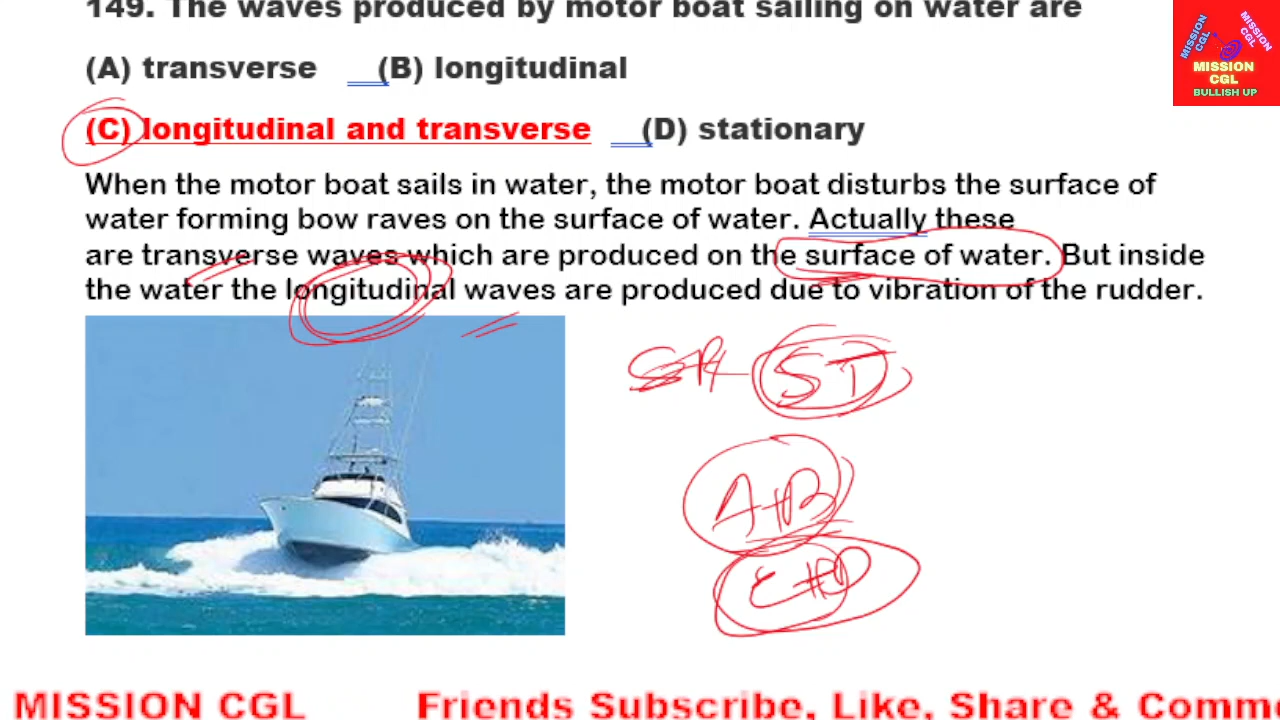 149. The waves produced by motor boat sailing on water are
MISSION CGL
MISSION CGL
MISSION
CGL
BULLISH UP
(A) transverse (B) longitudinal
(C) longitudinal and transverse (D) stationary
When the motor boat sails in water, the motor boat disturbs the surface of
water forming bow raves on the surface of water. Actually these
are transverse waves which are produced on the surface of water. But inside
the water the longitudinal waves are produced due to vibration of the rudder.
ST
A+B
C+D
MISSION CGL Friends Subscribe, Like, Share & Comme